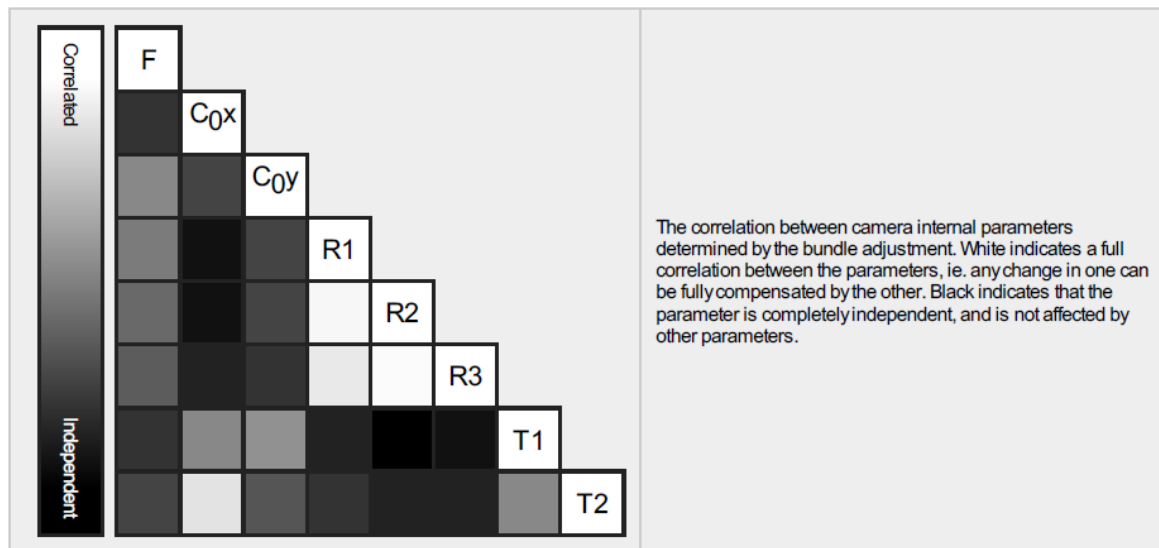 Correlated
Independent
F
C0x
C0y
R1
R2
R3
T1
T2
The correlation between camera internal parameters
determined by the bundle adjustment. White indicates a full
correlation between the parameters, ie. any change in one can
be fully compensated by the other. Black indicates that the
parameter is completely independent, and is not affected by
other parameters.